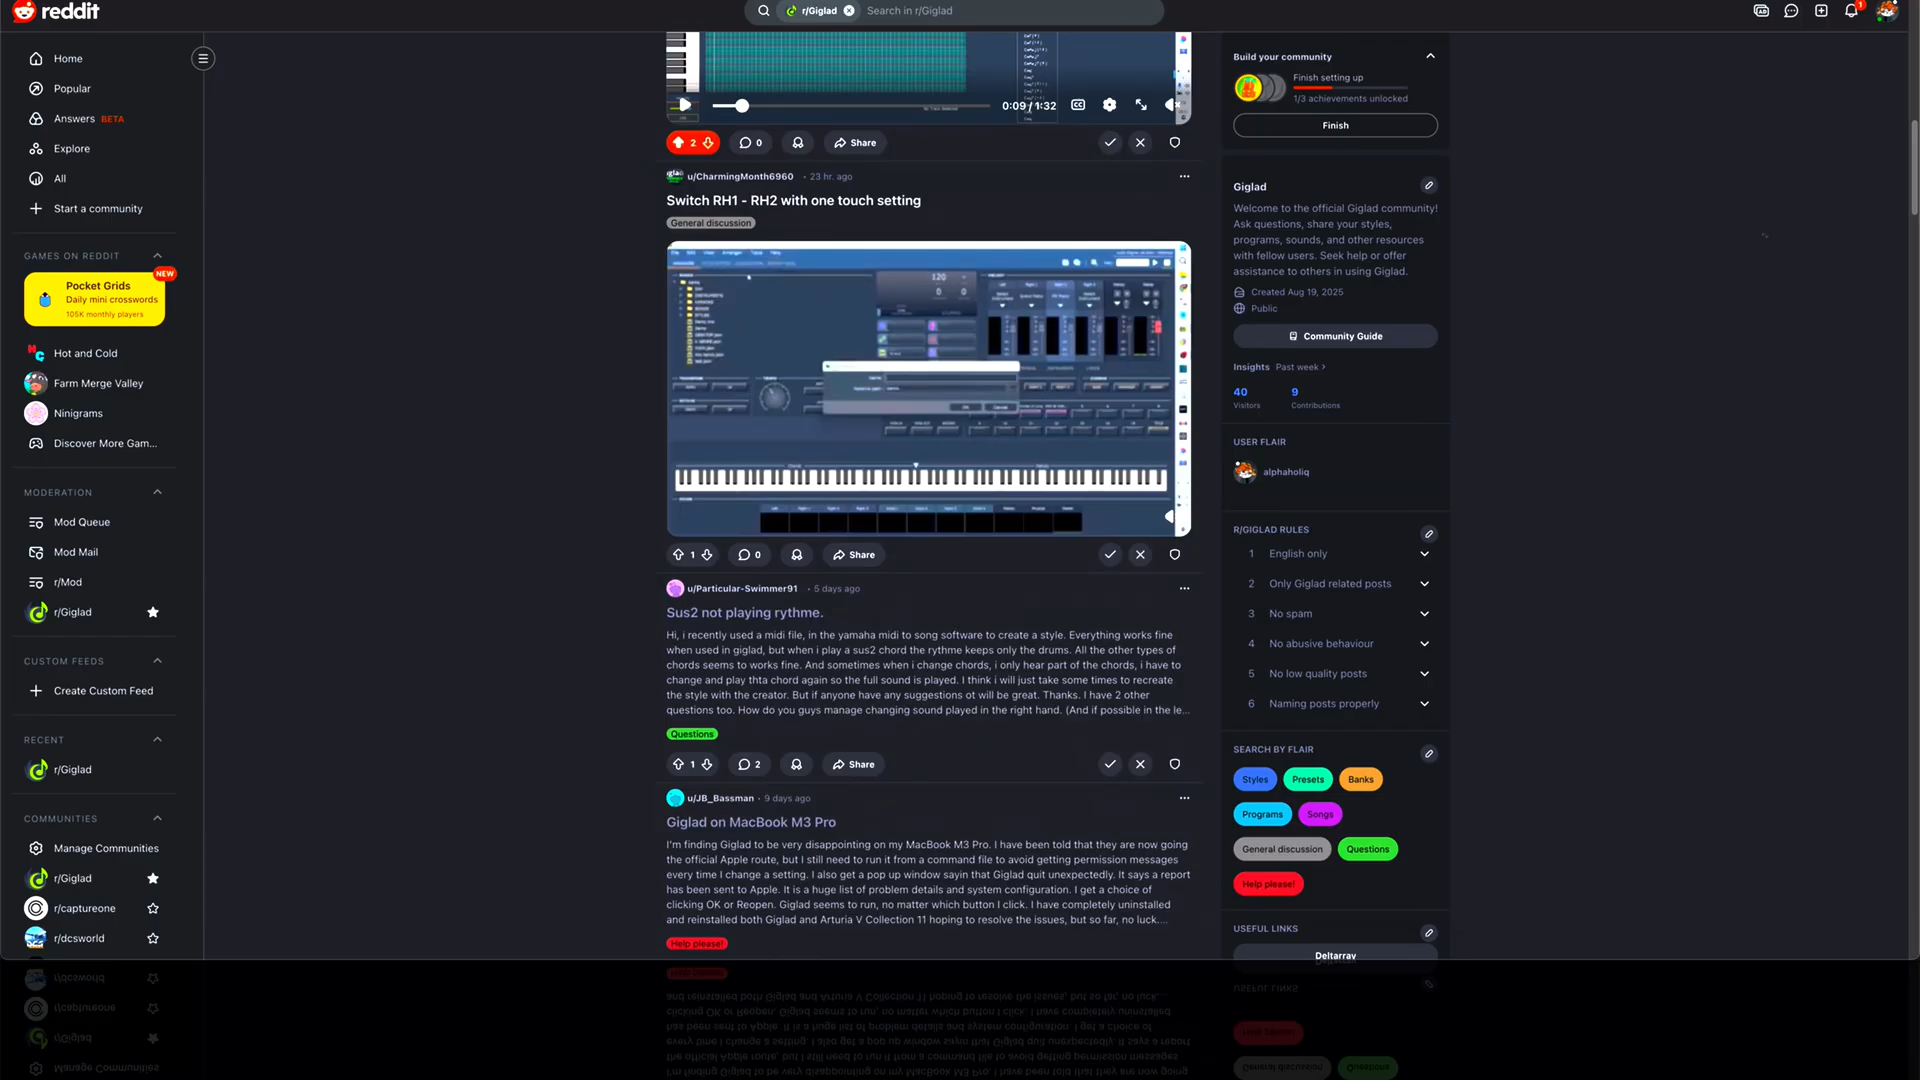 reddit
r/Giglad
Search in r/Giglad
1
Home
Popular
Answers BETA
Explore
All
Start a community
GAMES ON REDDIT
NEW
Pocket Grids
Daily mini crosswords
105K monthly players
Hot and Cold
Farm Merge Valley
Ninigrams
Discover More Gam...
MODERATION
Mod Queue
Mod Mail
r/Mod
r/Giglad
CUSTOM FEEDS
Create Custom Feed
RECENT
r/Giglad
COMMUNITIES
Manage Communities
r/Giglad
r/captureone
r/dcsworld
0:09 / 1:32
2
0
Share
u/CharmingMonth6960 • 23 hr. ago
Switch RH1 - RH2 with one touch setting
General discussion
120
0
0
1
0
Share
u/Particular-Swimmer91 • 5 days ago
Sus2 not playing rythme.
Hi, i recently used a midi file, in the yamaha midi to song software to create a style. Everything works fine
when used in giglad, but when i play a sus2 chord the rythme keeps only the drums. All the other types of
chords seems to works fine. And sometimes when i change chords, i only hear part of the chords, i have to
change and play thta chord again so the full sound is played. I think i will just take some times to recreate
the style with the creator. But if anyone have any suggestions ot will be great. Thanks. I have 2 other
questions too. How do you guys manage changing sound played in the right hand. (And if possible in the le...
Questions
1
2
Share
u/JB_Bassman • 9 days ago
Giglad on MacBook M3 Pro
I'm finding Giglad to be very disappointing on my MacBook M3 Pro. I have been told that they are now going
the official Apple route, but I still need to run it from a command file to avoid getting permission messages
every time I change a setting. I also get a pop up window sayin that Giglad quit unexpectedly. It says a report
has been sent to Apple. It is a huge list of problem details and system configuration. I get a choice of
clicking OK or Reopen. Giglad seems to run, no matter which button I click. I have completely uninstalled
and reinstalled both Giglad and Arturia V Collection 11 hoping to resolve the issues, but so far, no luck....
Help please!
Build your community
Finish setting up
1/3 achievements unlocked
Finish
Giglad
Welcome to the official Giglad community!
Ask questions, share your styles,
programs, sounds, and other resources
with fellow users. Seek help or offer
assistance to others in using Giglad.
Created Aug 19, 2025
Public
Community Guide
Insights Past week >
40
9
Visitors
Contributions
USER FLAIR
alphaholiq
R/GIGLAD RULES
1 English only
2 Only Giglad related posts
3 No spam
4 No abusive behaviour
5 No low quality posts
6 Naming posts properly
SEARCH BY FLAIR
Styles
Presets
Banks
Programs
Songs
General discussion
Questions
Help please!
USEFUL LINKS
Deltarray